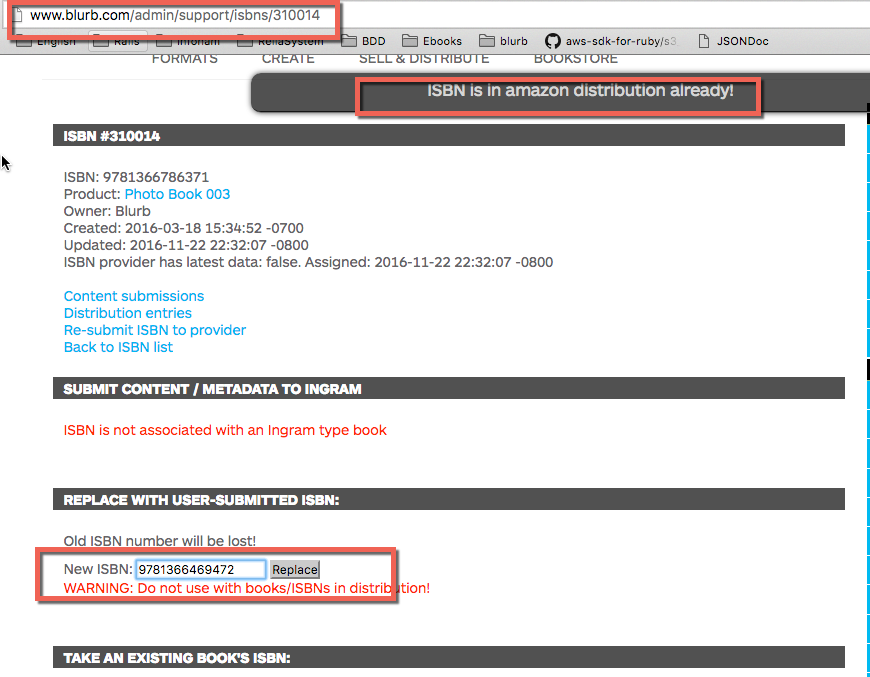 www.blurb.com/admin/support/isbns/310014
English Rails Infonam ReliaSystem BDD Ebooks blurb aws-sdk-for-ruby/s3 JSONDoc
FORMATS CREATE SELL & DISTRIBUTE BOOKSTORE
ISBN is in amazon distribution already!
ISBN #310014
ISBN: 9781366786371
Product: Photo Book 003
Owner: Blurb
Created: 2016-03-18 15:34:52 -0700
Updated: 2016-11-22 22:32:07 -0800
ISBN provider has latest data: false. Assigned: 2016-11-22 22:32:07 -0800
Content submissions
Distribution entries
Re-submit ISBN to provider
Back to ISBN list
SUBMIT CONTENT / METADATA TO INGRAM
ISBN is not associated with an Ingram type book
REPLACE WITH USER-SUBMITTED ISBN:
Old ISBN number will be lost!
New ISBN: 9781366469472 Replace
WARNING: Do not use with books/ISBNs in distribution!
TAKE AN EXISTING BOOK'S ISBN: